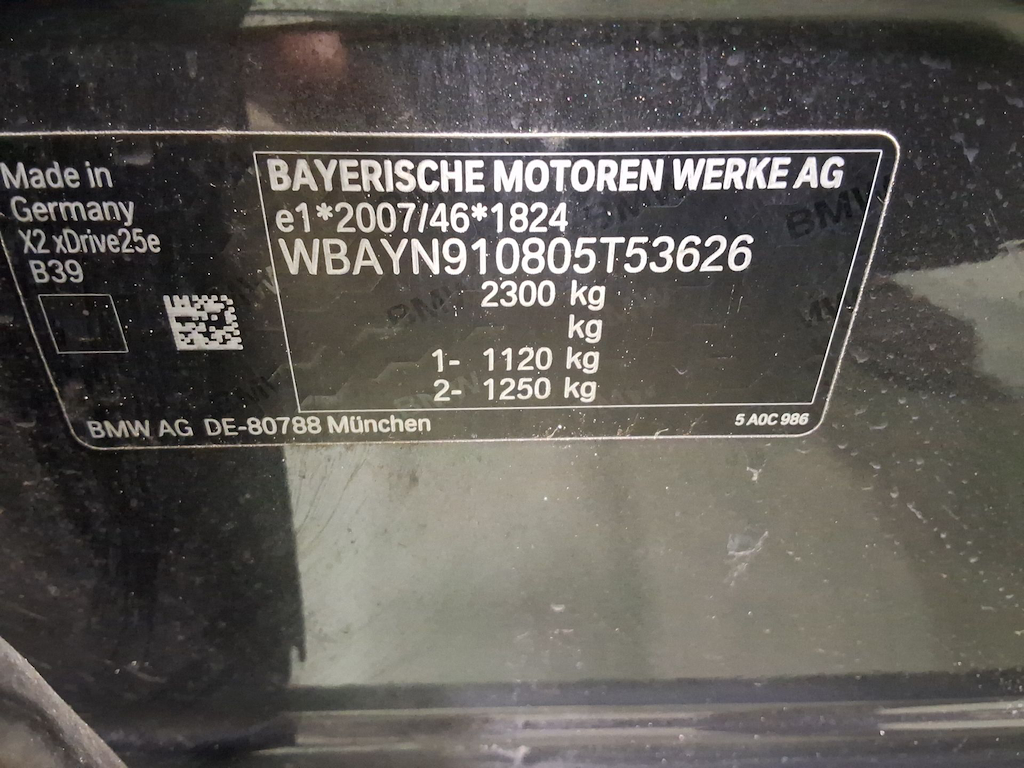 Made in
Germany
X2 xDrive25e
B39
BAYERISCHE MOTOREN WERKE AG
e1*2007/46*1824
WBAYN910805T53626
2300 kg
kg
1- 1120 kg
2- 1250 kg
BMW AG DE-80788 München
5 A0C 986